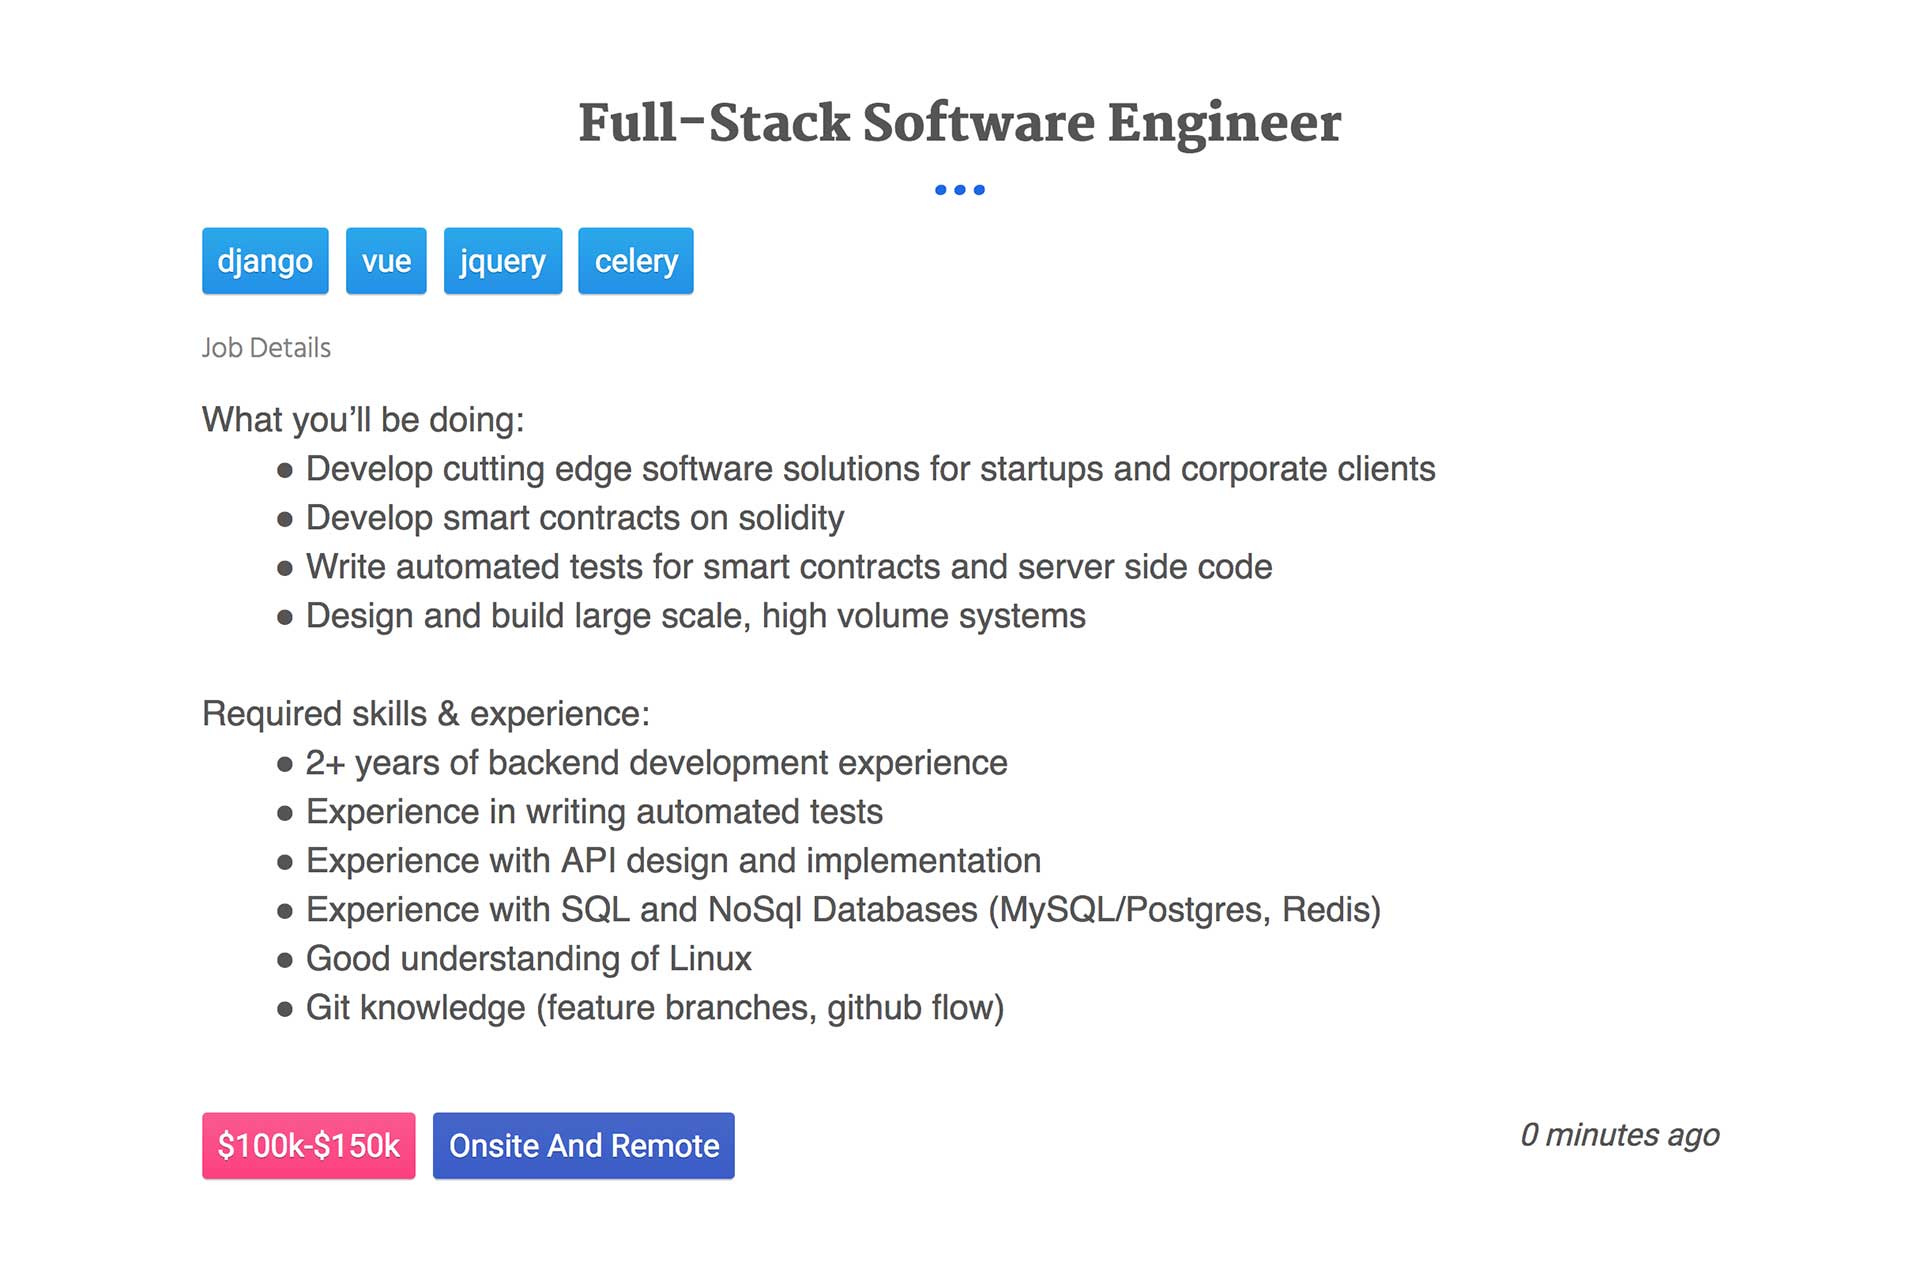 Full-Stack Software Engineer
django vue jquery celery
Job Details
What you’ll be doing:
● Develop cutting edge software solutions for startups and corporate clients
● Develop smart contracts on solidity
● Write automated tests for smart contracts and server side code
● Design and build large scale, high volume systems
Required skills & experience:
● 2+ years of backend development experience
● Experience in writing automated tests
● Experience with API design and implementation
● Experience with SQL and NoSql Databases (MySQL/Postgres, Redis)
● Good understanding of Linux
● Git knowledge (feature branches, github flow)
$100k-$150k Onsite And Remote 0 minutes ago